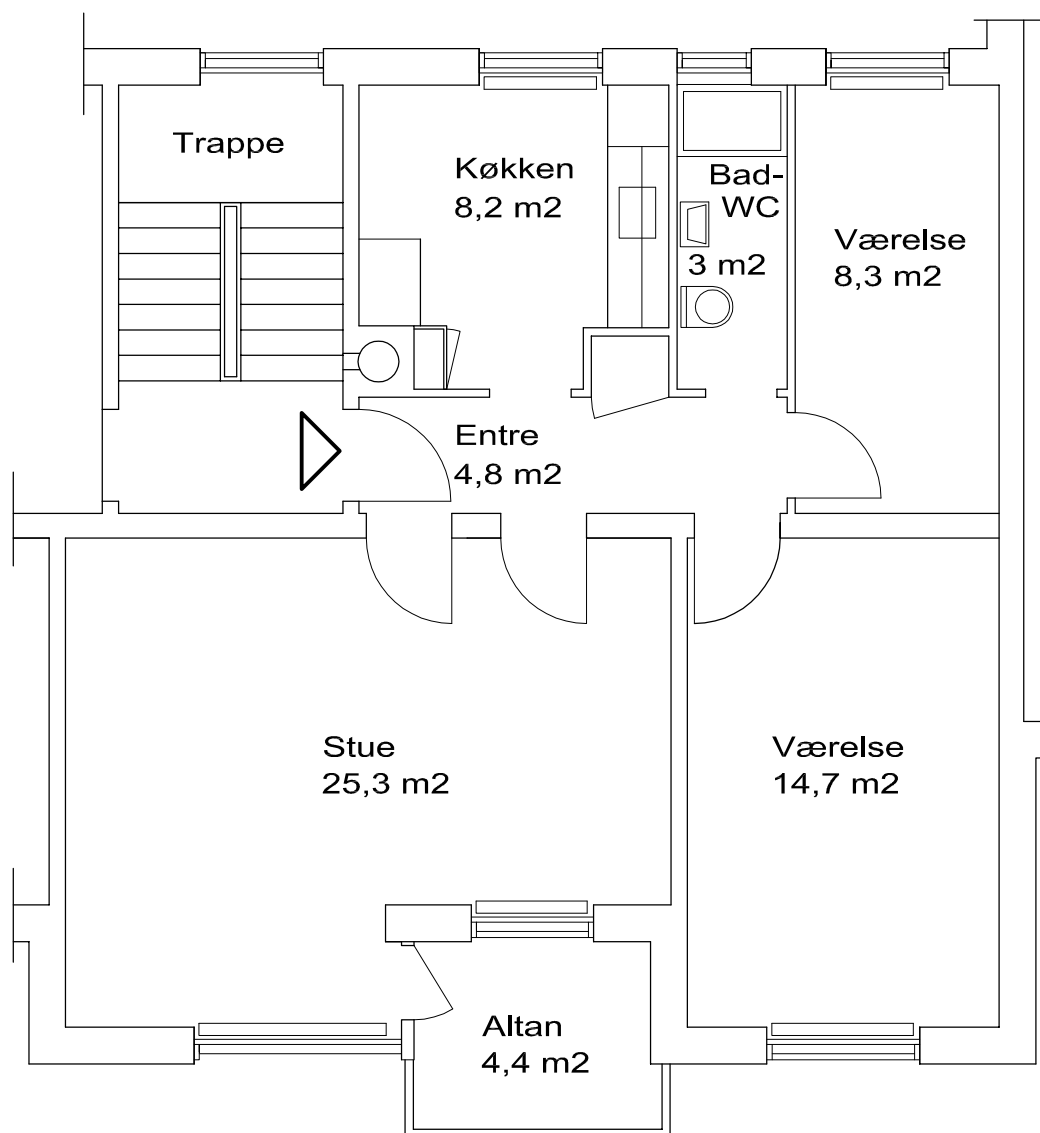 Trappe
Køkken
8,2 m2
Bad-
WC
3 m2
Værelse
8,3 m2
Entre
4,8 m2
Stue
25,3 m2
Værelse
14,7 m2
Altan
4,4 m2